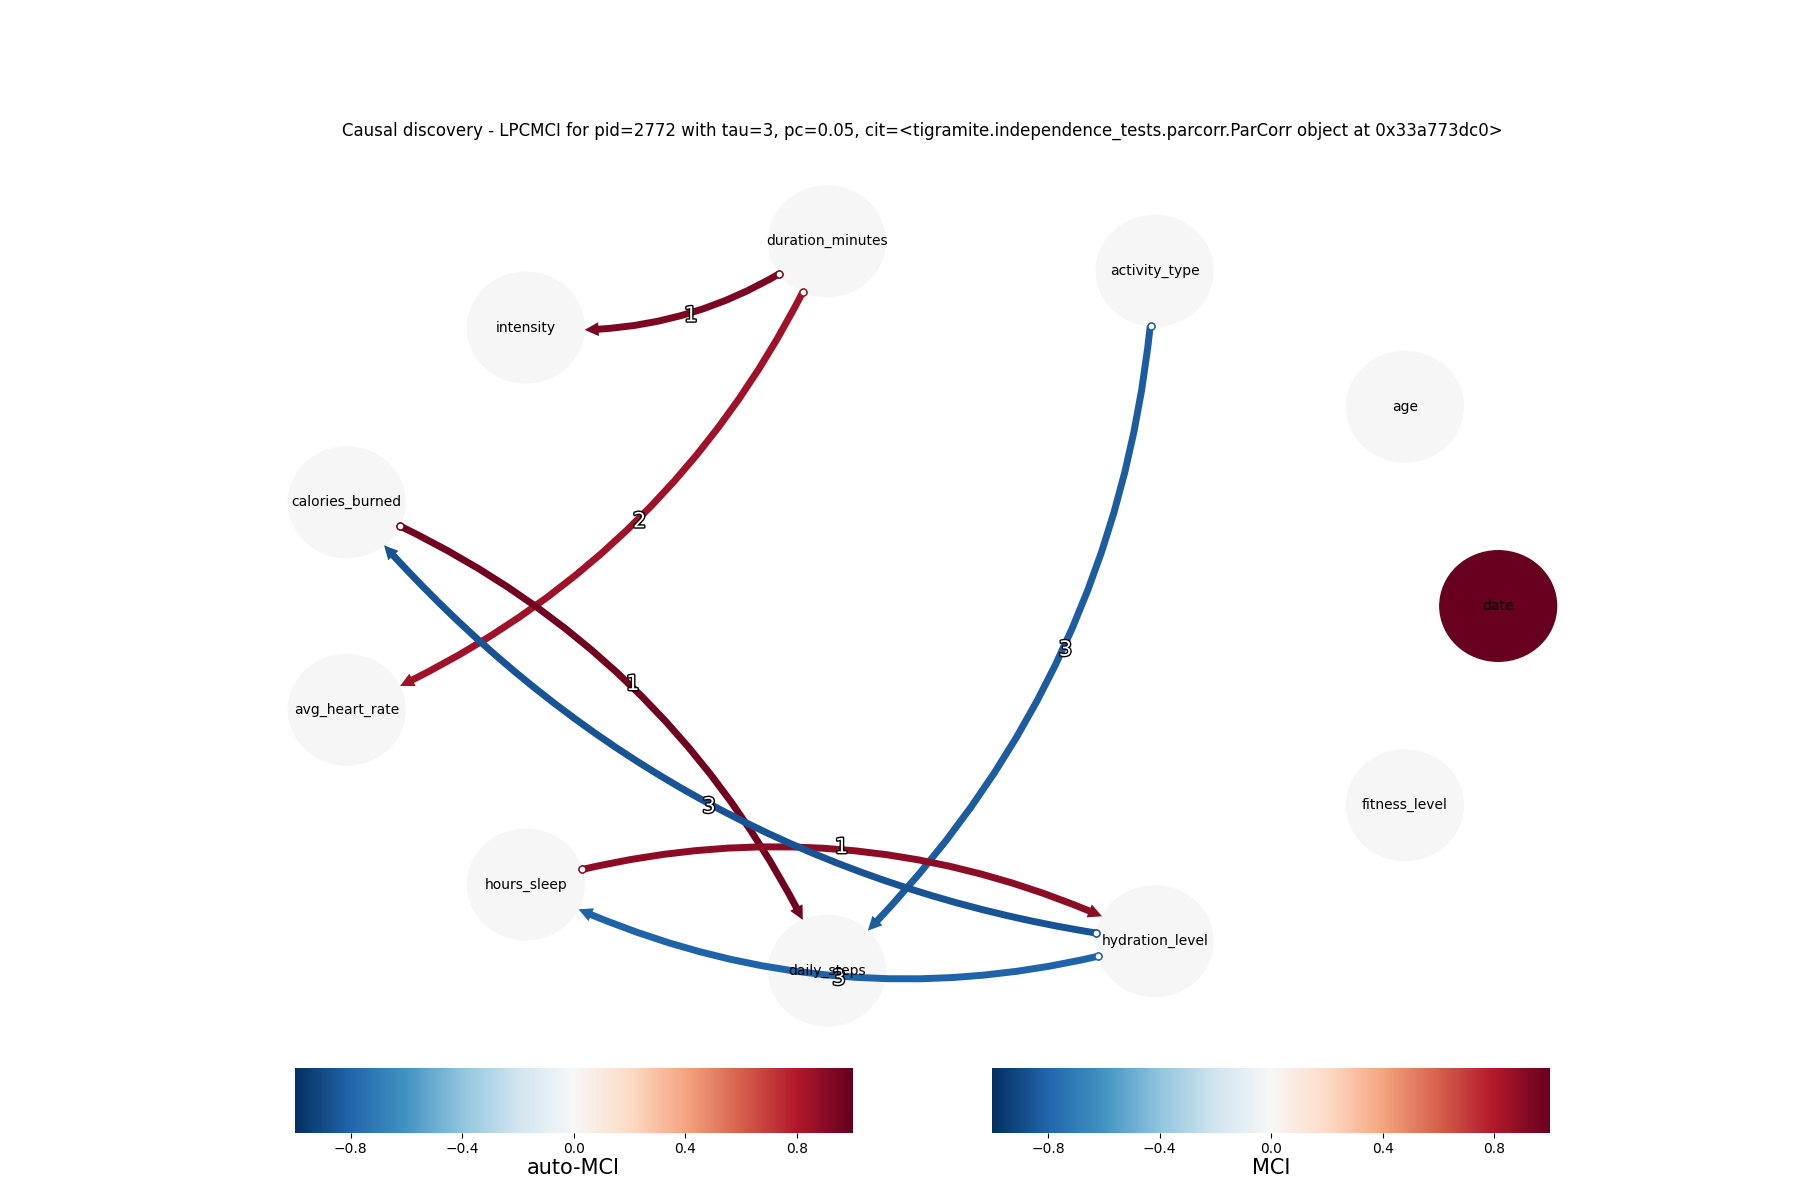 Causal discovery - LPCMCI for pid=2772 with tau=3, pc=0.05, cit=<tigramite.independence_tests.parcorr.ParCorr object at 0x33a773dc0>
duration_minutes
activity_type
intensity
1
age
calories_burned
2
date
3
1
avg_heart_rate
3
fitness_level
1
hours_sleep
hydration_level
daily_steps
3
−0.8 −0.4 0.0 0.4 0.8
auto-MCI
−0.8 −0.4 0.0 0.4 0.8
MCI